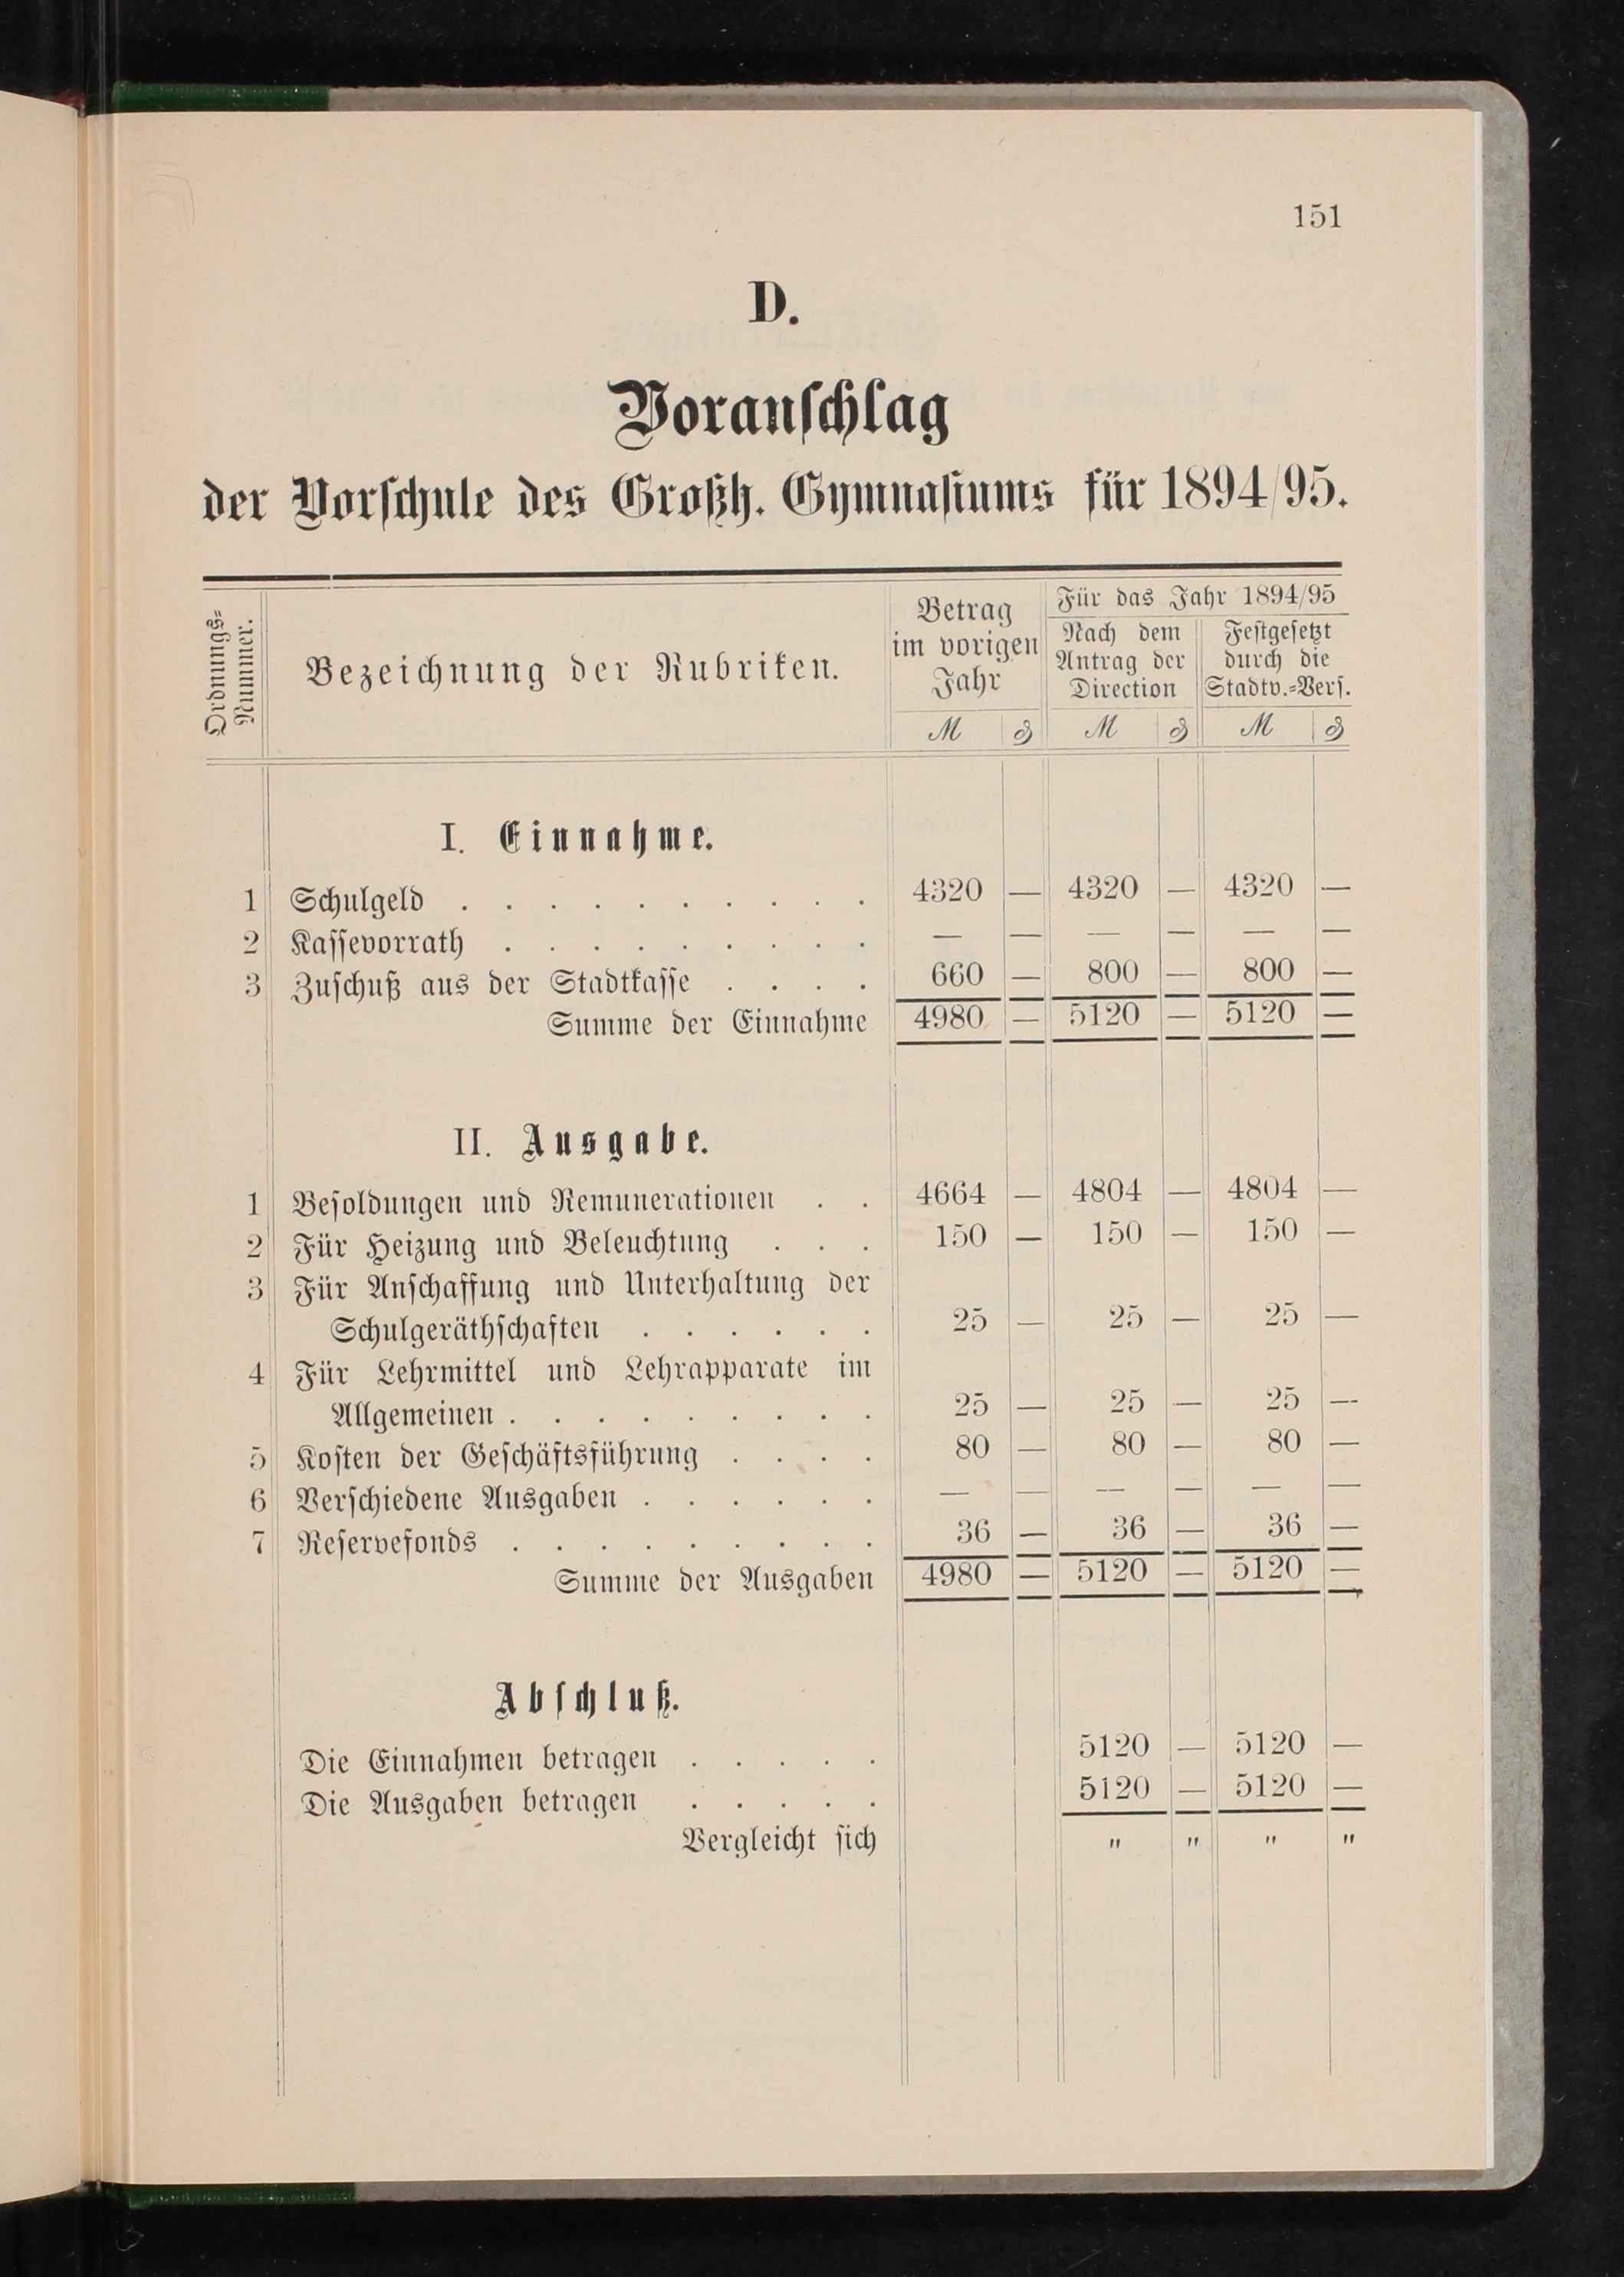 151
D.
Voranschlag
der Vorschule des Großh. Gymnasiums für 1894/95.
Ordnungs-
Nummer.
Bezeichnung der Rubriken.
Betrag
im vorigen
Jahr
Für das Jahr 1894/95
Nach dem
Antrag der
Direction
Festgesetzt
durch die
Stadtv.-Vers.
M ₰ M ₰ M ₰
I. Einnahme.
1 Schulgeld . . . . . . . . . . 4320 — 4320 — 4320 —
2 Kassevorrath . . . . . . . . . — — — — — —
3 Zuschuß aus der Stadtkasse . . . . 660 — 800 — 800 —
Summe der Einnahme 4980 — 5120 — 5120 —
II. Ausgabe.
1 Besoldungen und Remunerationen . . 4664 — 4804 — 4804 —
2 Für Heizung und Beleuchtung . . . 150 — 150 — 150 —
3 Für Anschaffung und Unterhaltung der
Schulgeräthschaften . . . . . . 25 — 25 — 25 —
4 Für Lehrmittel und Lehrapparate im
Allgemeinen . . . . . . . . . 25 — 25 — 25 —
5 Kosten der Geschäftsführung . . . . 80 — 80 — 80 —
6 Verschiedene Ausgaben . . . . . . — — — — — —
7 Reservefonds . . . . . . . . . 36 — 36 — 36 —
Summe der Ausgaben 4980 — 5120 — 5120 —
Abschluß.
Die Einnahmen betragen . . . . . 5120 — 5120 —
Die Ausgaben betragen . . . . . 5120 — 5120 —
Vergleicht sich " " " "